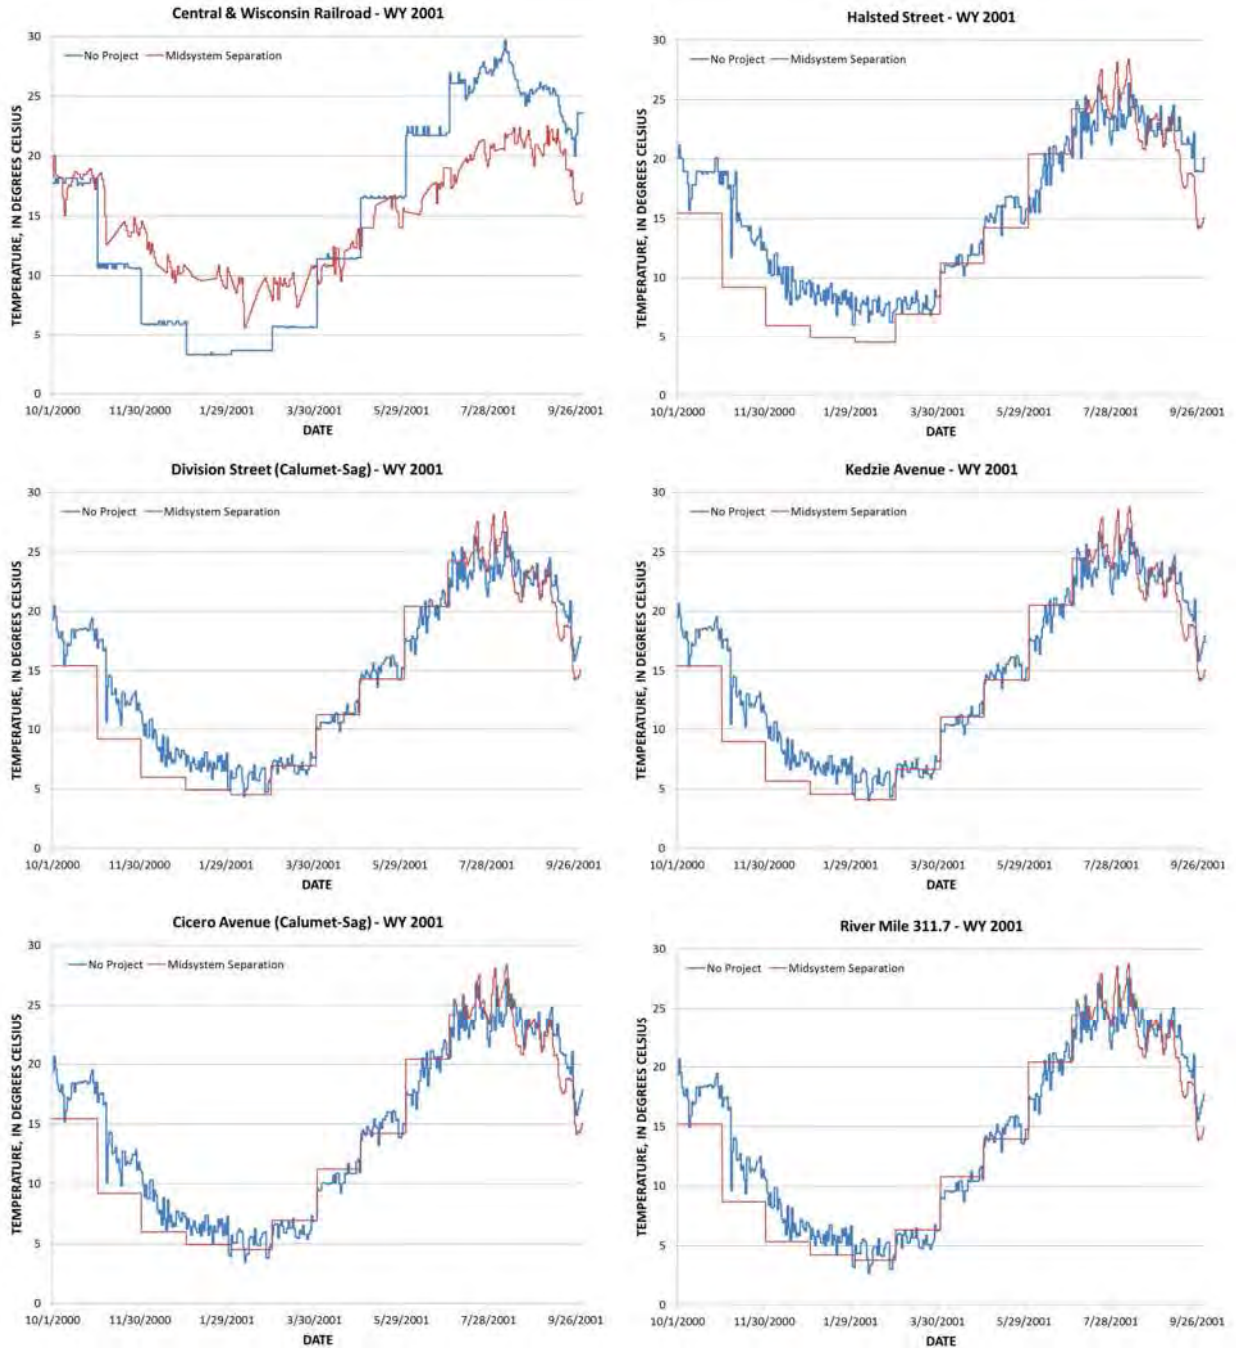 Central & Wisconsin Railroad - WY 2001
No Project Midsystem Separation
TEMPERATURE, IN DEGREES CELSIUS
30
25
20
15
10
5
0
10/1/2000 11/30/2000 1/29/2001 3/30/2001 5/29/2001 7/28/2001 9/26/2001
DATE
Halsted Street - WY 2001
No Project Midsystem Separation
TEMPERATURE, IN DEGREES CELSIUS
30
25
20
15
10
5
0
10/1/2000 11/30/2000 1/29/2001 3/30/2001 5/29/2001 7/28/2001 9/26/2001
DATE
Division Street (Calumet-Sag) - WY 2001
No Project Midsystem Separation
TEMPERATURE, IN DEGREES CELSIUS
30
25
20
15
10
5
0
10/1/2000 11/30/2000 1/29/2001 3/30/2001 5/29/2001 7/28/2001 9/26/2001
DATE
Kedzie Avenue - WY 2001
No Project Midsystem Separation
TEMPERATURE, IN DEGREES CELSIUS
30
25
20
15
10
5
0
10/1/2000 11/30/2000 1/29/2001 3/30/2001 5/29/2001 7/28/2001 9/26/2001
DATE
Cicero Avenue (Calumet-Sag) - WY 2001
No Project Midsystem Separation
TEMPERATURE, IN DEGREES CELSIUS
30
25
20
15
10
5
0
10/1/2000 11/30/2000 1/29/2001 3/30/2001 5/29/2001 7/28/2001 9/26/2001
DATE
River Mile 311.7 - WY 2001
No Project Midsystem Separation
TEMPERATURE, IN DEGREES CELSIUS
30
25
20
15
10
5
0
10/1/2000 11/30/2000 1/29/2001 3/30/2001 5/29/2001 7/28/2001 9/26/2001
DATE